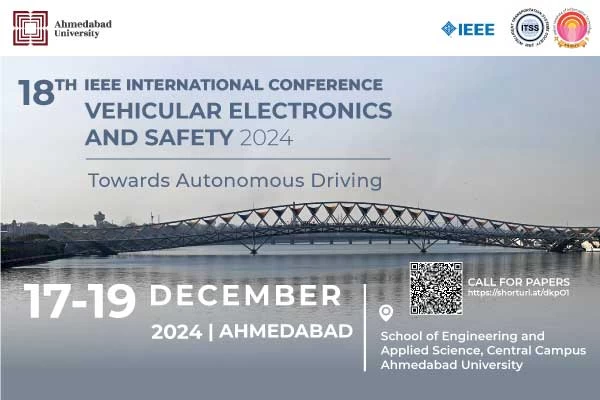 Ahmedabad
University
IEEE
ITSS
18TH IEEE INTERNATIONAL CONFERENCE
VEHICULAR ELECTRONICS
AND SAFETY 2024
Towards Autonomous Driving
17-19 DECEMBER
2024 | AHMEDABAD
CALL FOR PAPERS
https://shorturl.at/dkpO1
School of Engineering and
Applied Science, Central Campus
Ahmedabad University